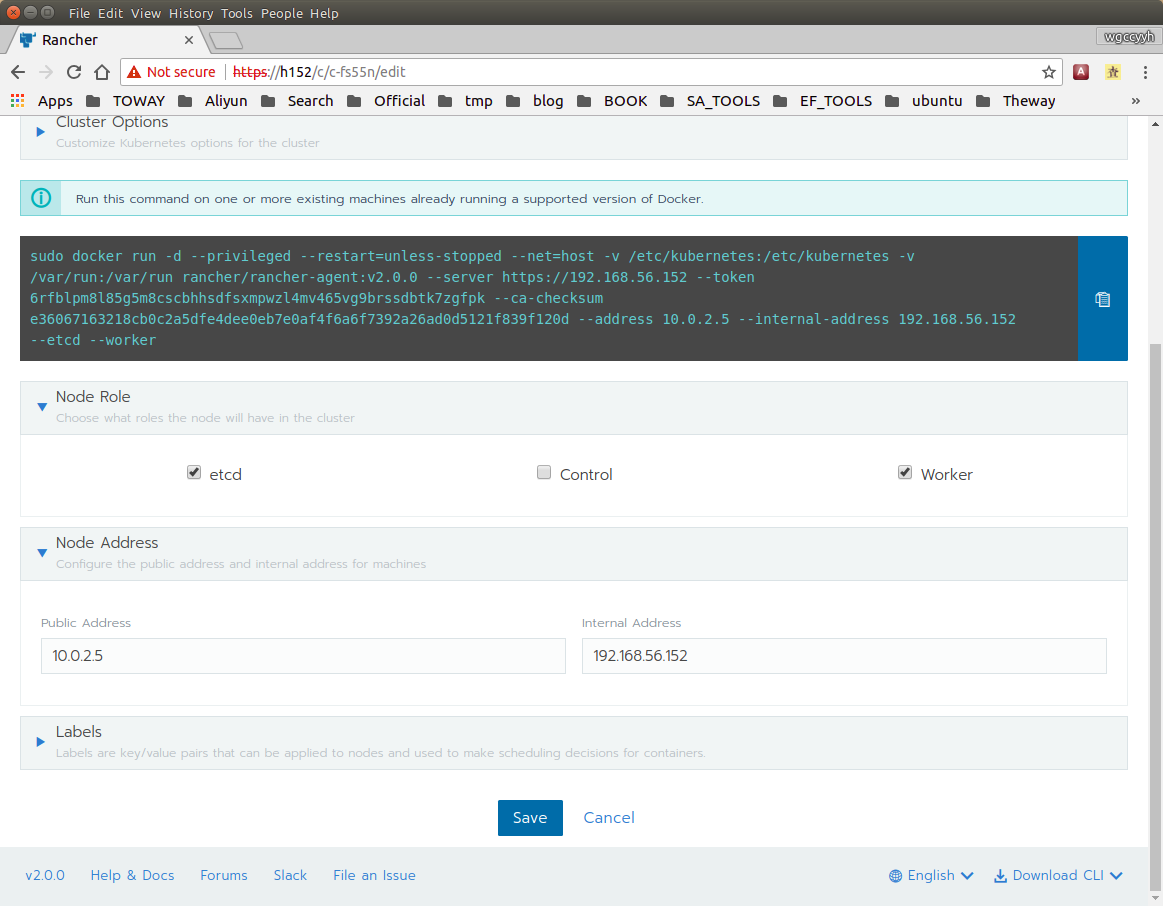 File Edit View History Tools People Help
Rancher
wgccyyh
Not secure https://h152/c/c-fs55n/edit
Apps TOWAY Aliyun Search Official tmp blog BOOK SA_TOOLS EF_TOOLS ubuntu Theway »
Cluster Options
Customize Kubernetes options for the cluster
Run this command on one or more existing machines already running a supported version of Docker.
sudo docker run -d --privileged --restart=unless-stopped --net=host -v /etc/kubernetes:/etc/kubernetes -v
/var/run:/var/run rancher/rancher-agent:v2.0.0 --server https://192.168.56.152 --token
6rfblpm8l85g5m8cscbhhsdfsxmpwzl4mv465vg9brssdbtk7zgfpk --ca-checksum
e36067163218cb0c2a5dfe4dee0eb7e0af4f6a6f7392a26ad0d5121f839f120d --address 10.0.2.5 --internal-address 192.168.56.152
--etcd --worker
Node Role
Choose what roles the node will have in the cluster
etcd Control Worker
Node Address
Configure the public address and internal address for machines
Public Address Internal Address
10.0.2.5 192.168.56.152
Labels
Labels are key/value pairs that can be applied to nodes and used to make scheduling decisions for containers.
Save Cancel
v2.0.0 Help & Docs Forums Slack File an Issue English Download CLI